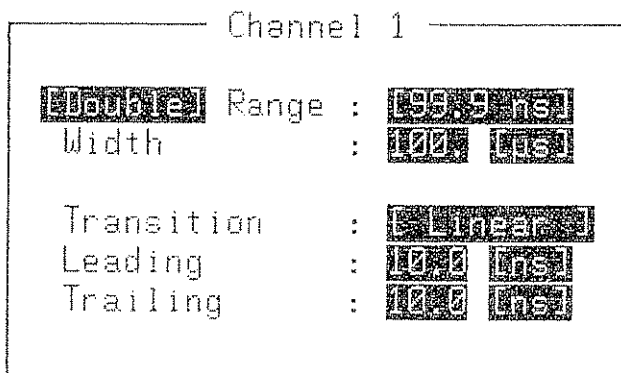 Channel 1
[Double] Range : [99.9 ns]
Width : 100. [us]
Transition : [ Linear ]
Leading : 10.0 [ns]
Trailing : 10.0 [ns]